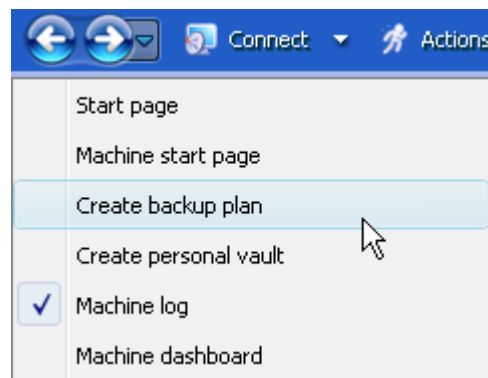 Connect Actions
Start page
Machine start page
Create backup plan
Create personal vault
Machine log
Machine dashboard